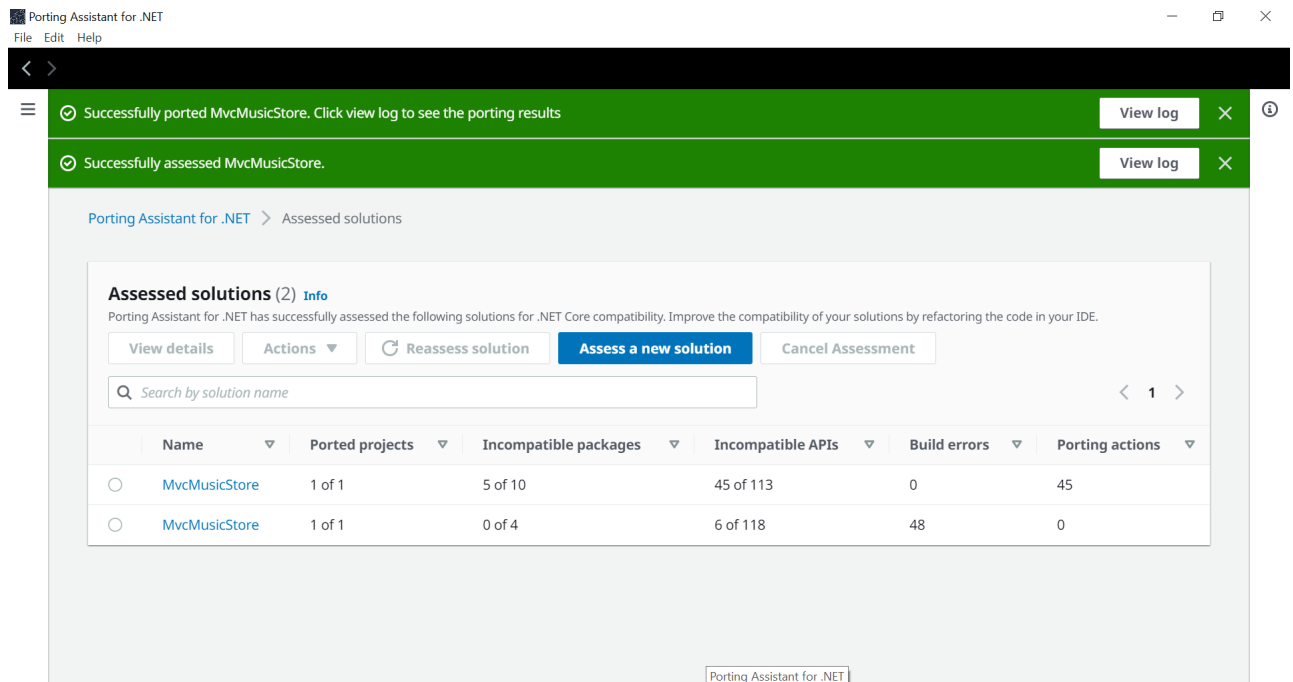 Porting Assistant for .NET
File Edit Help
Successfully ported MvcMusicStore. Click view log to see the porting results View log
Successfully assessed MvcMusicStore. View log
Porting Assistant for .NET > Assessed solutions
Assessed solutions (2) Info
Porting Assistant for .NET has successfully assessed the following solutions for .NET Core compatibility. Improve the compatibility of your solutions by refactoring the code in your IDE.
View details Actions Reassess solution Assess a new solution Cancel Assessment
Search by solution name 1
Name Ported projects Incompatible packages Incompatible APIs Build errors Porting actions
MvcMusicStore 1 of 1 5 of 10 45 of 113 0 45
MvcMusicStore 1 of 1 0 of 4 6 of 118 48 0
Porting Assistant for .NET